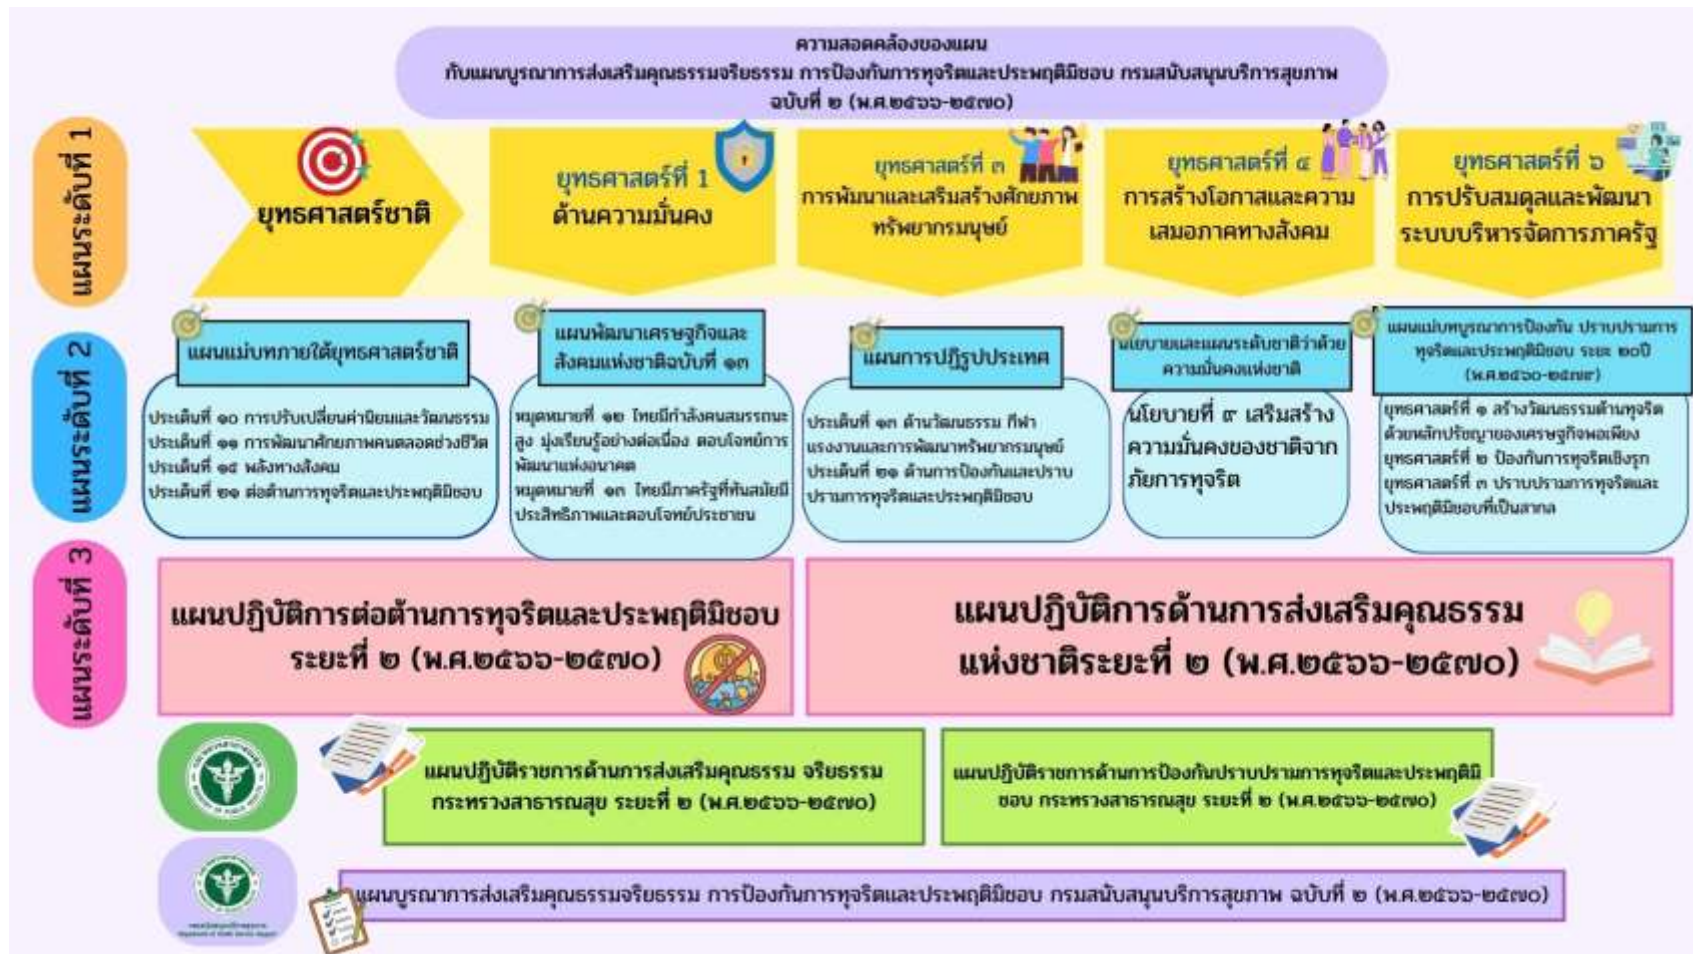 ความสอดคล้องของแผน
กับแผนบูรณาการส่งเสริมคุณธรรมจริยธรรม การป้องกันการทุจริตและประพฤติมิชอบ กรมสนับสนุนบริการสุขภาพ
ฉบับที่ ๒ (พ.ศ.๒๕๖๖-๒๕๗๐)
แผนระดับที่ 1
ยุทธศาสตร์ชาติ
ยุทธศาสตร์ที่ 1
ด้านความมั่นคง
ยุทธศาสตร์ที่ ๓
การพัฒนาและเสริมสร้างศักยภาพ
ทรัพยากรมนุษย์
ยุทธศาสตร์ที่ ๔
การสร้างโอกาสและความ
เสมอภาคทางสังคม
ยุทธศาสตร์ที่ ๖
การปรับสมดุลและพัฒนา
ระบบบริหารจัดการภาครัฐ
แผนระดับที่ 2
แผนแม่บทภายใต้ยุทธศาสตร์ชาติ
ประเด็นที่ ๑๐ การปรับเปลี่ยนค่านิยมและวัฒนธรรม
ประเด็นที่ ๑๑ การพัฒนาศักยภาพคนตลอดช่วงชีวิต
ประเด็นที่ ๑๕ พลังทางสังคม
ประเด็นที่ ๒๑ ต่อต้านการทุจริตและประพฤติมิชอบ
แผนพัฒนาเศรษฐกิจและ
สังคมแห่งชาติฉบับที่ ๑๓
หมุดหมายที่ ๑๒ ไทยมีกำลังคนสมรรถนะ
สูง มุ่งเรียนรู้อย่างต่อเนื่อง ตอบโจทย์การ
พัฒนาแห่งอนาคต
หมุดหมายที่ ๑๓ ไทยมีภาครัฐที่ทันสมัยมี
ประสิทธิภาพและตอบโจทย์ประชาชน
แผนการปฏิรูปประเทศ
ประเด็นที่ ๑๓ ด้านวัฒนธรรม กีฬา
แรงงานและการพัฒนาทรัพยากรมนุษย์
ประเด็นที่ ๒๑ ด้านการป้องกันและปราบ
ปรามการทุจริตและประพฤติมิชอบ
นโยบายและแผนระดับชาติว่าด้วย
ความมั่นคงแห่งชาติ
นโยบายที่ ๙ เสริมสร้าง
ความมั่นคงของชาติจาก
ภัยการทุจริต
แผนแม่บทบูรณาการป้องกัน ปราบปรามการ
ทุจริตและประพฤติมิชอบ ระยะ ๒๐ปี
(พ.ศ.๒๕๖๐-๒๕๗๙)
ยุทธศาสตร์ที่ ๑ สร้างวัฒนธรรมต้านทุจริต
ด้วยหลักปรัชญาของเศรษฐกิจพอเพียง
ยุทธศาสตร์ที่ ๒ ป้องกันการทุจริตเชิงรุก
ยุทธศาสตร์ที่ ๓ ปราบปรามการทุจริตและ
ประพฤติมิชอบที่เป็นสากล
แผนระดับที่ 3
แผนปฏิบัติการต่อต้านการทุจริตและประพฤติมิชอบ
ระยะที่ ๒ (พ.ศ.๒๕๖๖-๒๕๗๐)
แผนปฏิบัติการด้านการส่งเสริมคุณธรรม
แห่งชาติระยะที่ ๒ (พ.ศ.๒๕๖๖-๒๕๗๐)
แผนปฏิบัติราชการด้านการส่งเสริมคุณธรรม จริยธรรม
กระทรวงสาธารณสุข ระยะที่ ๒ (พ.ศ.๒๕๖๖-๒๕๗๐)
แผนปฏิบัติราชการด้านการป้องกันปราบปรามการทุจริตและประพฤติมิ
ชอบ กระทรวงสาธารณสุข ระยะที่ ๒ (พ.ศ.๒๕๖๖-๒๕๗๐)
แผนบูรณาการส่งเสริมคุณธรรมจริยธรรม การป้องกันการทุจริตและประพฤติมิชอบ กรมสนับสนุนบริการสุขภาพ ฉบับที่ ๒ (พ.ศ.๒๕๖๖-๒๕๗๐)